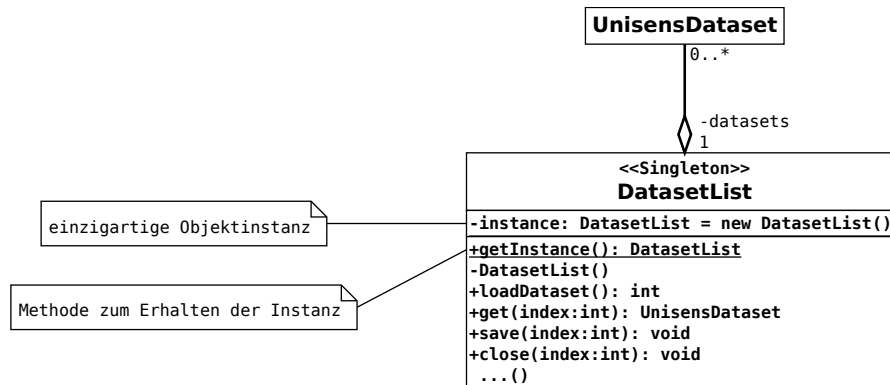 UnisensDataset
0..*
-datasets
1
<<Singleton>>
DatasetList
-instance: DatasetList = new DatasetList()
+getInstance(): DatasetList
-DatasetList()
+loadDataset(): int
+get(index:int): UnisensDataset
+save(index:int): void
+close(index:int): void
...()
einzigartige Objektinstanz
Methode zum Erhalten der Instanz